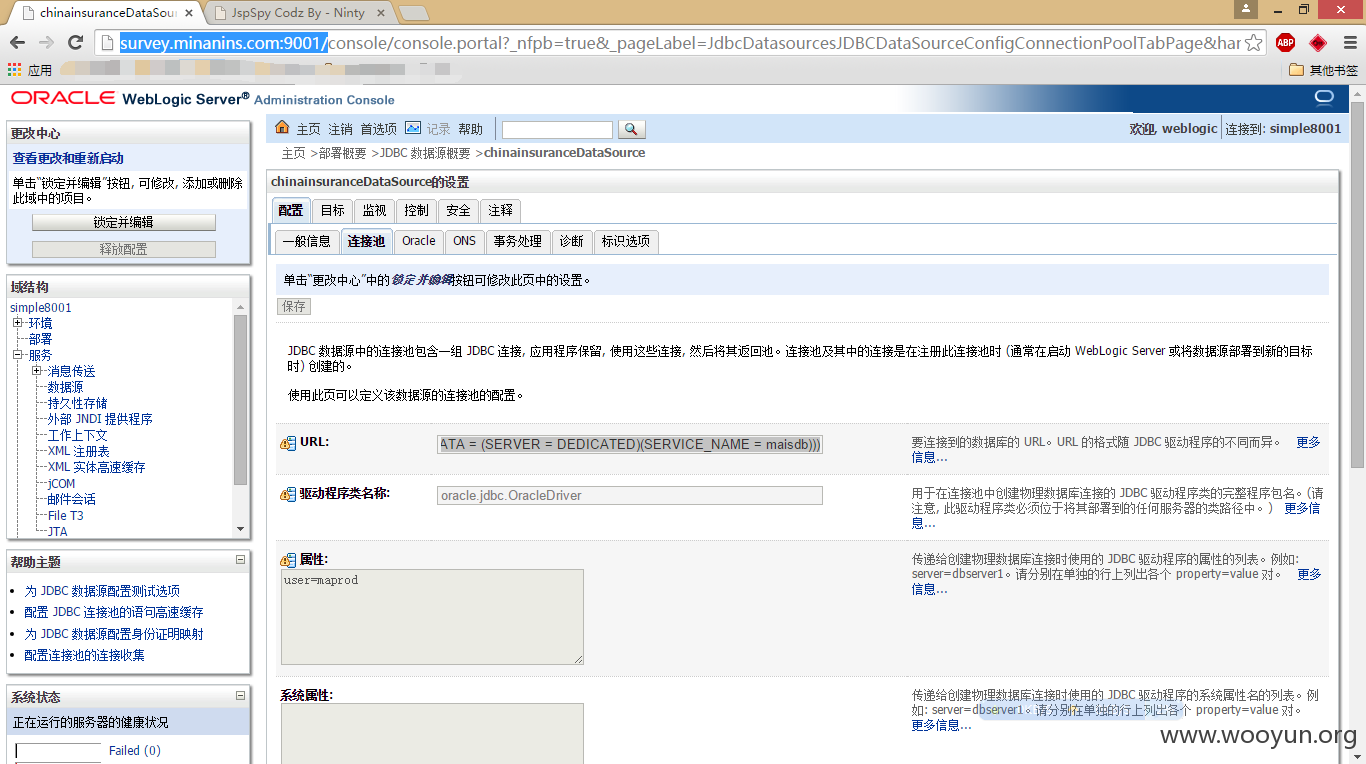 chinainsuranceDataSour
JspSpy Codz By - Ninty
survey.minanins.com:9001/console/console.portal?_nfpb=true&_pageLabel=JdbcDatasourcesJDBCDataSourceConfigConnectionPoolTabPage&har
ABP
应用
其他书签
ORACLE WebLogic Server® Administration Console
更改中心
查看更改和重新启动
单击"锁定并编辑"按钮, 可修改, 添加或删除
此域中的项目。
锁定并编辑
释放配置
域结构
simple8001
环境
部署
服务
消息传送
数据源
持久性存储
外部 JNDI 提供程序
工作上下文
XML 注册表
XML 实体高速缓存
jCOM
邮件会话
File T3
JTA
帮助主题
为 JDBC 数据源配置测试选项
配置 JDBC 连接池的语句高速缓存
为 JDBC 数据源配置身份证明映射
配置连接池的连接收集
系统状态
正在运行的服务器的健康状况
Failed (0)
主页 注销 首选项 记录 帮助
欢迎, weblogic 连接到: simple8001
主页 >部署概要 >JDBC 数据源概要 >chinainsuranceDataSource
chinainsuranceDataSource的设置
配置 目标 监视 控制 安全 注释
一般信息 连接池 Oracle ONS 事务处理 诊断 标识选项
单击"更改中心"中的锁定并编辑按钮可修改此页中的设置。
保存
JDBC 数据源中的连接池包含一组 JDBC 连接, 应用程序保留, 使用这些连接, 然后将其返回池。连接池及其中的连接是在注册此连接池时 (通常在启动 WebLogic Server 或将数据源部署到新的目标
时) 创建的。
使用此页可以定义该数据源的连接池的配置。
URL:
ATA = (SERVER = DEDICATED)(SERVICE_NAME = maisdb)))
要连接到的数据库的 URL。URL 的格式随 JDBC 驱动程序的不同而异。 更多
信息...
驱动程序类名称:
oracle.jdbc.OracleDriver
用于在连接池中创建物理数据库连接的 JDBC 驱动程序类的完整程序包名。(请
注意, 此驱动程序类必须位于将其部署到的任何服务器的类路径中。) 更多信
息...
属性:
user=maprod
传递给创建物理数据库连接时使用的 JDBC 驱动程序的属性的列表。例如:
server=dbserver1。请分别在单独的行上列出各个 property=value 对。 更多
信息...
系统属性:
传递给创建物理数据库连接时使用的 JDBC 驱动程序的系统属性名的列表。例
如: server=dbserver1。请分别在单独的行上列出各个 property=value 对。
更多信息...
www.wooyun.org